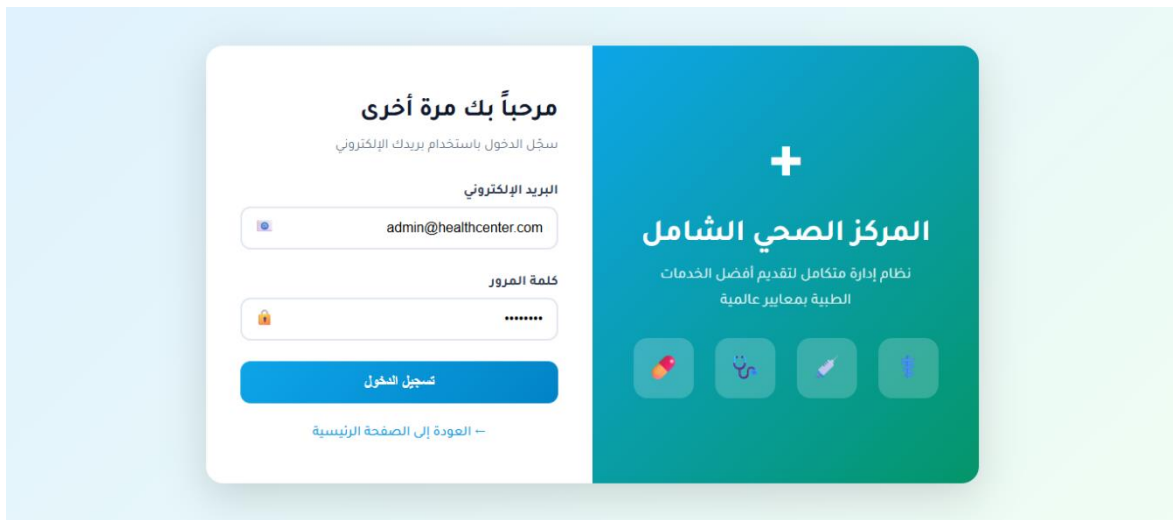 المركز الصحي الشامل
نظام إدارة متكامل لتقديم أفضل الخدمات
الطبية بمعايير عالمية
مرحباً بك مرة أخرى
سجّل الدخول باستخدام بريدك الإلكتروني
البريد الإلكتروني
admin@healthcenter.com
كلمة المرور
••••••••
تسجيل الدخول
← العودة إلى الصفحة الرئيسية